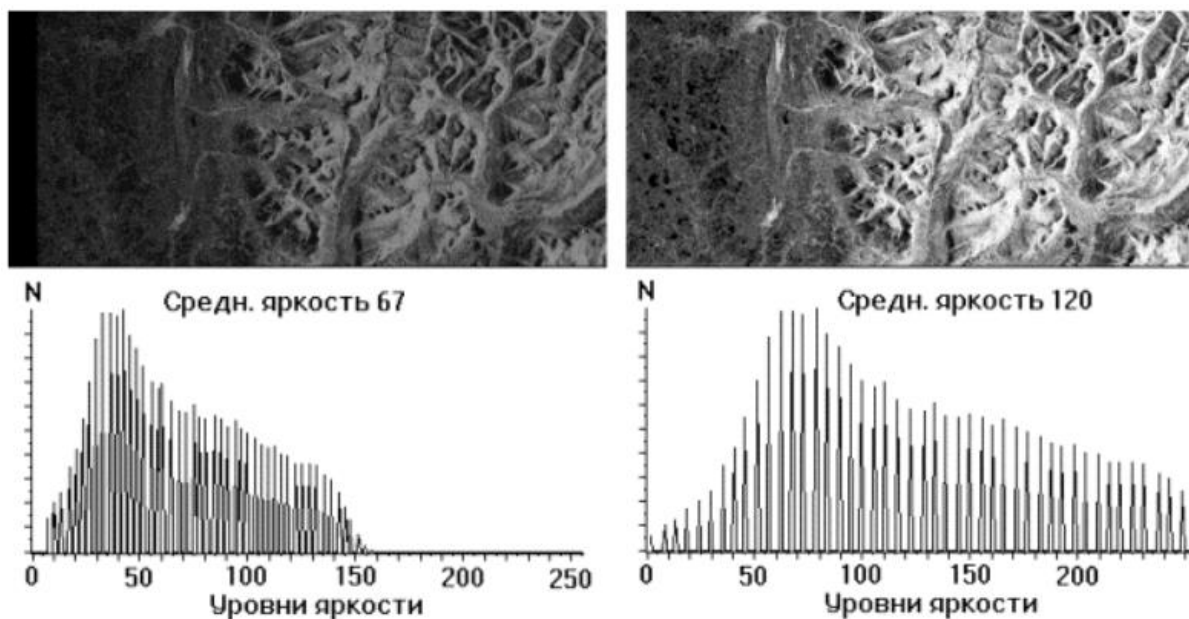 N
Средн. яркость 67
0 50 100 150 200 250
Уровни яркости
N
Средн. яркость 120
0 50 100 150 200
Уровни яркости